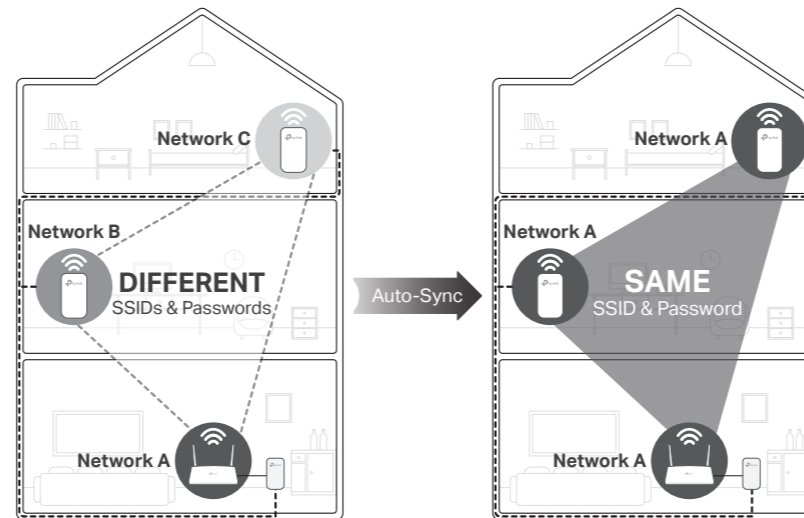 Network C
Network B
DIFFERENT
SSIDs & Passwords
Network A
Auto-Sync
Network A
Network A
SAME
SSID & Password
Network A